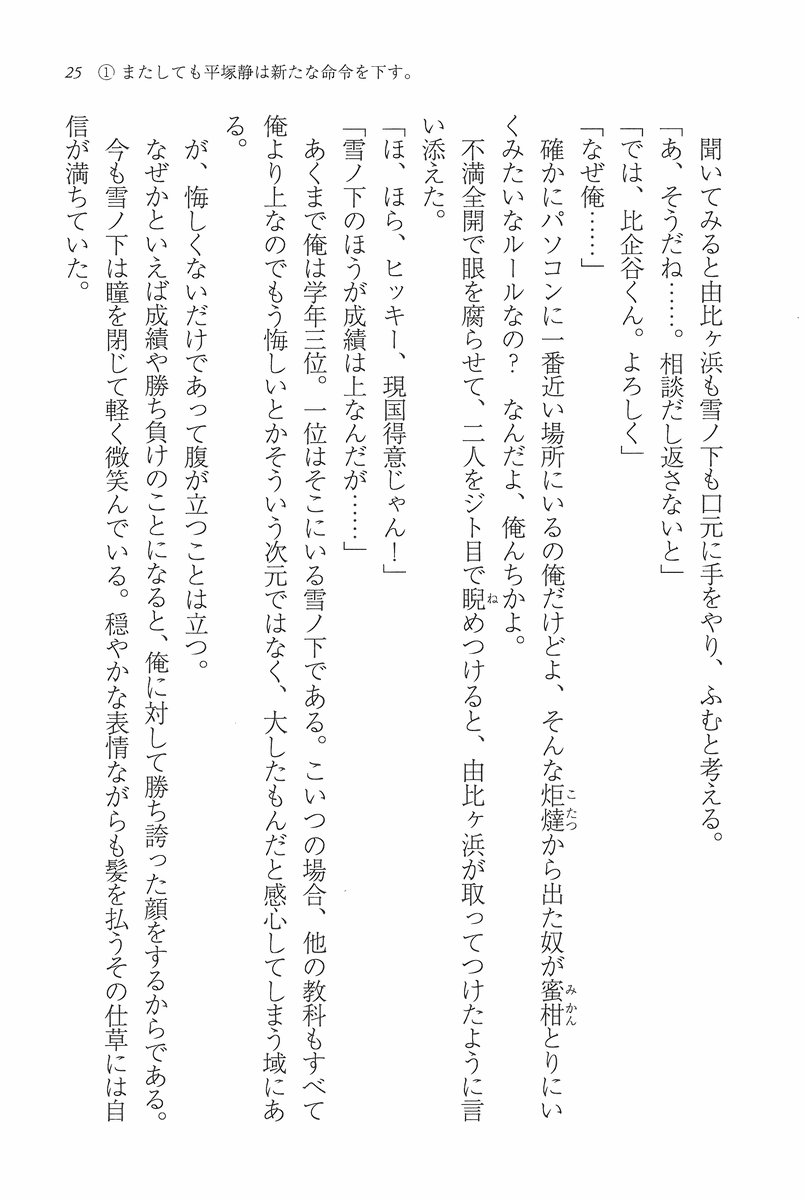 25　① またしても平塚静は新たな命令を下す。
　聞いてみると由比ヶ浜も雪ノ下も口元に手をやり、ふむと考える。
「あ、そうだね……。相談だし返さないと」
「では、比企谷くん。よろしく」
「なぜ俺……」
　確かにパソコンに一番近い場所にいるの俺だけどよ、そんな炬燵から出た奴が蜜柑とりにい
くみたいなルールなの？　なんだよ、俺んちかよ。
　不満全開で眼を腐らせて、二人をジト目で睨めつけると、由比ヶ浜が取ってつけたように言
い添えた。
「ほ、ほら、ヒッキー、現国得意じゃん！」
「雪ノ下のほうが成績は上なんだが……」
　あくまで俺は学年三位。一位はそこにいる雪ノ下である。こいつの場合、他の教科もすべて
俺より上なのでもう悔しいとかそういう次元ではなく、大したもんだと感心してしまう域にあ
る。
　が、悔しくないだけであって腹が立つことは立つ。
　なぜかといえば成績や勝ち負けのことになると、俺に対して勝ち誇った顔をするからである。
　今も雪ノ下は瞳を閉じて軽く微笑んでいる。穏やかな表情ながらも髪を払うその仕草には自
信が満ちていた。